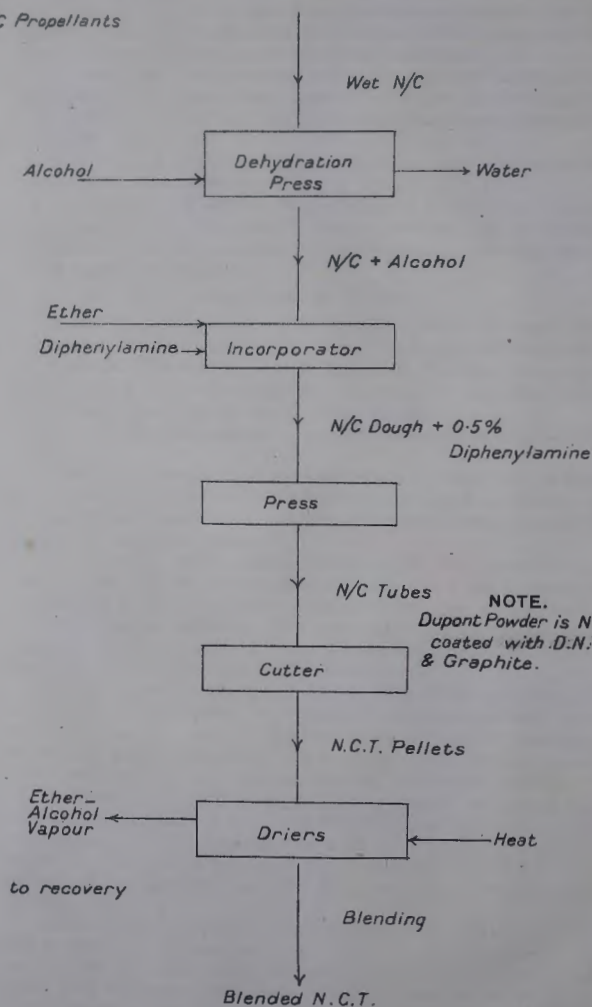 C Propellants
Wet N/C
Alcohol
Dehydration
Press
Water
N/C + Alcohol
Ether
Diphenylamine
Incorporator
N/C Dough + 0·5%
Diphenylamine
Press
N/C Tubes
NOTE.
Dupont Powder is N
coated with D.N.
& Graphite.
Cutter
N.C.T. Pellets
Ether-
Alcohol
Vapour
Driers
Heat
to recovery
Blending
Blended N.C.T.